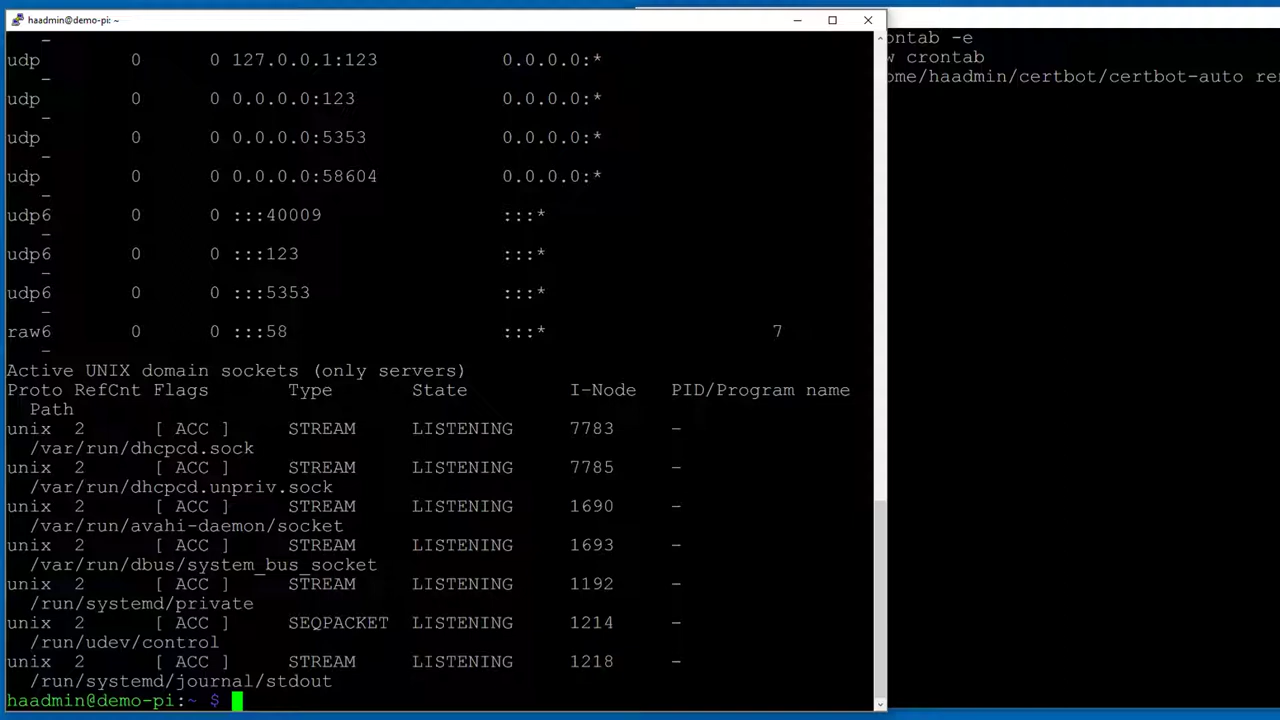 haadmin@demo-pi: ~
-
udp 0 0 127.0.0.1:123 0.0.0.0:*
-
udp 0 0 0.0.0.0:123 0.0.0.0:*
-
udp 0 0 0.0.0.0:5353 0.0.0.0:*
-
udp 0 0 0.0.0.0:58604 0.0.0.0:*
-
udp6 0 0 :::40009 :::*
-
udp6 0 0 :::123 :::*
-
udp6 0 0 :::5353 :::*
-
raw6 0 0 :::58 :::* 7
-
Active UNIX domain sockets (only servers)
Proto RefCnt Flags Type State I-Node PID/Program name
Path
unix 2 [ ACC ] STREAM LISTENING 7783 -
/var/run/dhcpcd.sock
unix 2 [ ACC ] STREAM LISTENING 7785 -
/var/run/dhcpcd.unpriv.sock
unix 2 [ ACC ] STREAM LISTENING 1690 -
/var/run/avahi-daemon/socket
unix 2 [ ACC ] STREAM LISTENING 1693 -
/var/run/dbus/system_bus_socket
unix 2 [ ACC ] STREAM LISTENING 1192 -
/run/systemd/private
unix 2 [ ACC ] SEQPACKET LISTENING 1214 -
/run/udev/control
unix 2 [ ACC ] STREAM LISTENING 1218 -
/run/systemd/journal/stdout
haadmin@demo-pi:~ $
ontab -e
w crontab
ome/haadmin/certbot/certbot-auto ren